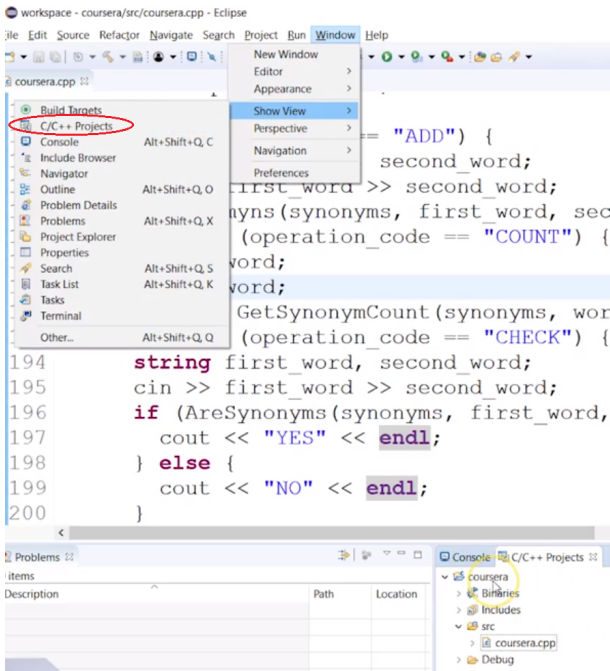 workspace - coursera/src/coursera.cpp - Eclipse
ile Edit Source Refactor Navigate Search Project Run Window Help
coursera.cpp
New Window
Editor
Appearance
Show View
Perspective
Navigation
Preferences
Build Targets
C/C++ Projects
Console Alt+Shift+Q, C
Include Browser
Navigator
Outline Alt+Shift+Q, O
Problem Details
Problems Alt+Shift+Q, X
Project Explorer
Properties
Search Alt+Shift+Q, S
Task List Alt+Shift+Q, K
Tasks
Terminal
Other... Alt+Shift+Q, Q
== "ADD") {
second_word;
first_word >> second_word;
nyns(synonyms, first_word, sec
(operation_code == "COUNT") {
word;
word;
GetSynonymCount(synonyms, wor
(operation_code == "CHECK") {
194 string first_word, second_word;
195 cin >> first_word >> second_word;
196 if (AreSynonyms(synonyms, first_word,
197 cout << "YES" << endl;
198 } else {
199 cout << "NO" << endl;
200 }
Problems
items
Description Path Location
Console C/C++ Projects
coursera
Binaries
Includes
src
coursera.cpp
Debug